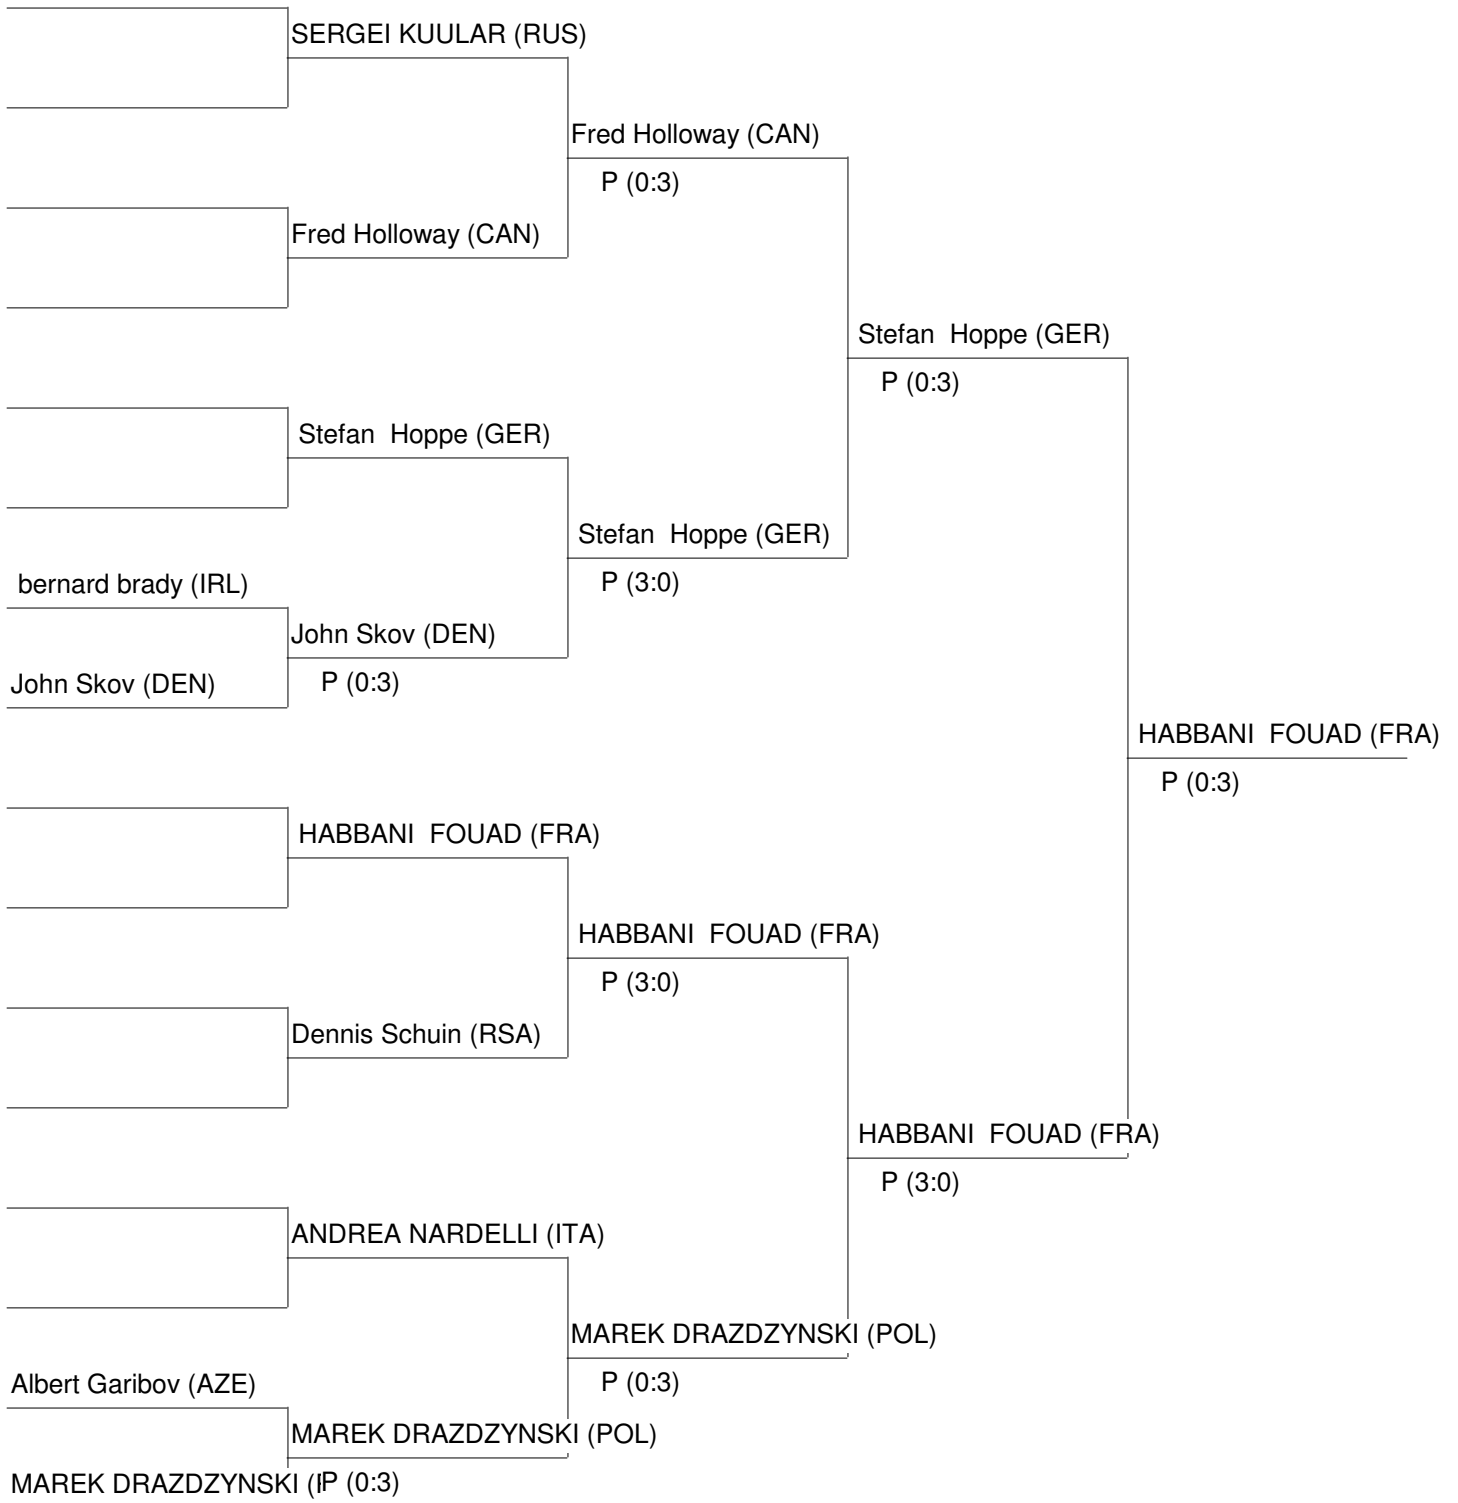 SERGEI KUULAR (RUS)
Fred Holloway (CAN)
P (0:3)
Fred Holloway (CAN)
Stefan  Hoppe (GER)
P (0:3)
Stefan  Hoppe (GER)
Stefan  Hoppe (GER)
P (3:0)
bernard brady (IRL)
John Skov (DEN)
John Skov (DEN)
P (0:3)
HABBANI  FOUAD (FRA)
P (0:3)
HABBANI  FOUAD (FRA)
HABBANI  FOUAD (FRA)
P (3:0)
Dennis Schuin (RSA)
HABBANI  FOUAD (FRA)
P (3:0)
ANDREA NARDELLI (ITA)
MAREK DRAZDZYNSKI (POL)
P (0:3)
Albert Garibov (AZE)
MAREK DRAZDZYNSKI (POL)
MAREK DRAZDZYNSKI (
P (0:3)